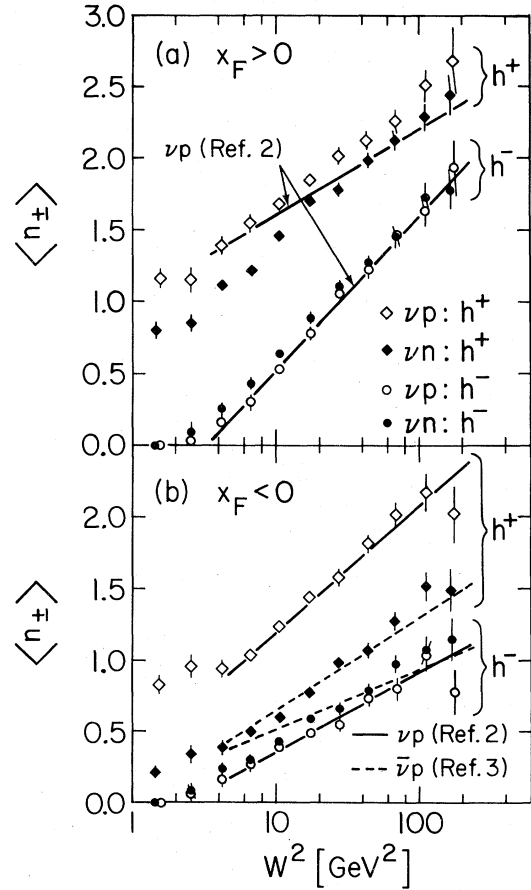 3.0
(a) x_F > 0
h⁺
2.5
νp (Ref. 2)
2.0
h⁻
⟨n±⟩
1.5
1.0
◇ νp : h⁺
◆ νn : h⁺
0.5
○ νp : h⁻
● νn : h⁻
0.0
(b) x_F < 0
2.0
h⁺
1.5
⟨n±⟩
1.0
h⁻
0.5
— νp (Ref. 2)
--- ν̄p (Ref. 3)
0.0
1 10 100
W² [GeV²]